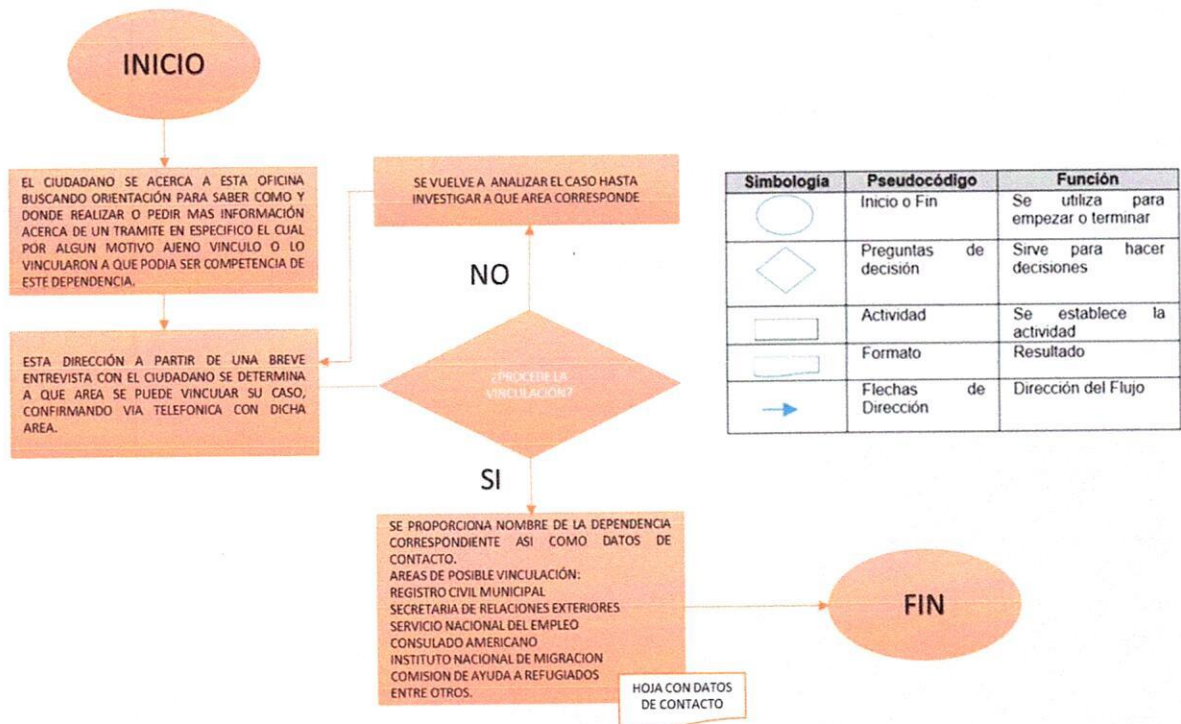 INICIO
EL CIUDADANO SE ACERCA A ESTA OFICINA
BUSCANDO ORIENTACIÓN PARA SABER COMO Y
DONDE REALIZAR O PEDIR MAS INFORMACIÓN
ACERCA DE UN TRAMITE EN ESPECIFICO EL CUAL
POR ALGUN MOTIVO AJENO VINCULO O LO
VINCULARON A QUE PODIA SER COMPETENCIA DE
ESTE DEPENDENCIA.
SE VUELVE A ANALIZAR EL CASO HASTA
INVESTIGAR A QUE AREA CORRESPONDE
NO
ESTA DIRECCIÓN A PARTIR DE UNA BREVE
ENTREVISTA CON EL CIUDADANO SE DETERMINA
A QUE AREA SE PUEDE VINCULAR SU CASO,
CONFIRMANDO VIA TELEFONICA CON DICHA
AREA.
¿PROCEDE LA
VINCULACIÓN?
SI
SE PROPORCIONA NOMBRE DE LA DEPENDENCIA
CORRESPONDIENTE ASI COMO DATOS DE
CONTACTO.
AREAS DE POSIBLE VINCULACIÓN:
REGISTRO CIVIL MUNICIPAL
SECRETARIA DE RELACIONES EXTERIORES
SERVICIO NACIONAL DEL EMPLEO
CONSULADO AMERICANO
INSTITUTO NACIONAL DE MIGRACION
COMISION DE AYUDA A REFUGIADOS
ENTRE OTROS.
HOJA CON DATOS
DE CONTACTO
FIN
Simbología Pseudocódigo Función
Inicio o Fin Se utiliza para
empezar o terminar
Preguntas de Sirve para hacer
decisión decisiones
Actividad Se establece la
actividad
Formato Resultado
Flechas de Dirección del Flujo
Dirección